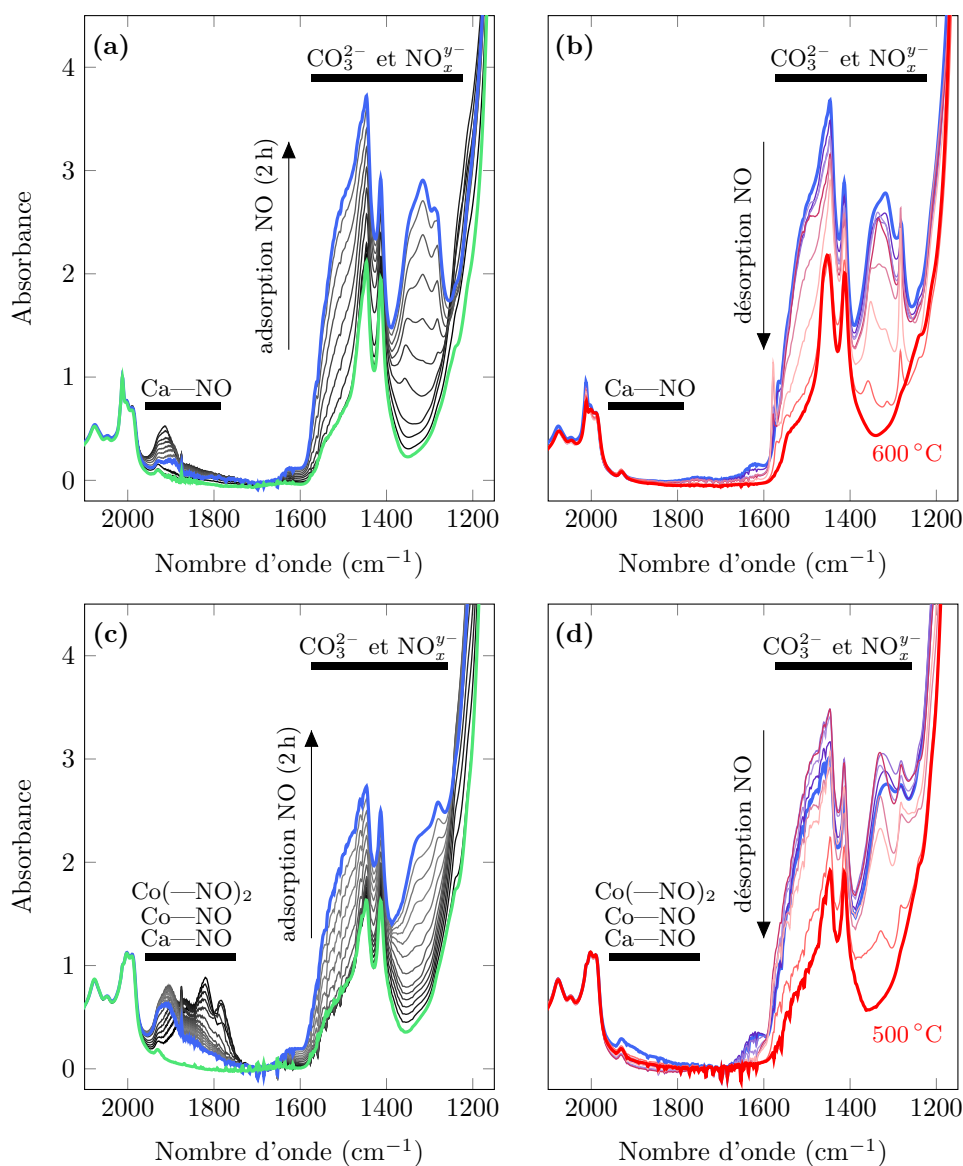 (a)
CO₃²⁻ et NOₓʸ⁻
adsorption NO (2 h)
Ca—NO
Absorbance
4
3
2
1
0
2000 1800 1600 1400 1200
Nombre d'onde (cm⁻¹)
(b)
CO₃²⁻ et NOₓʸ⁻
désorption NO
Ca—NO
600 °C
2000 1800 1600 1400 1200
Nombre d'onde (cm⁻¹)
(c)
CO₃²⁻ et NOₓʸ⁻
adsorption NO (2 h)
Co(—NO)₂
Co—NO
Ca—NO
Absorbance
4
3
2
1
0
2000 1800 1600 1400 1200
Nombre d'onde (cm⁻¹)
(d)
CO₃²⁻ et NOₓʸ⁻
désorption NO
Co(—NO)₂
Co—NO
Ca—NO
500 °C
2000 1800 1600 1400 1200
Nombre d'onde (cm⁻¹)